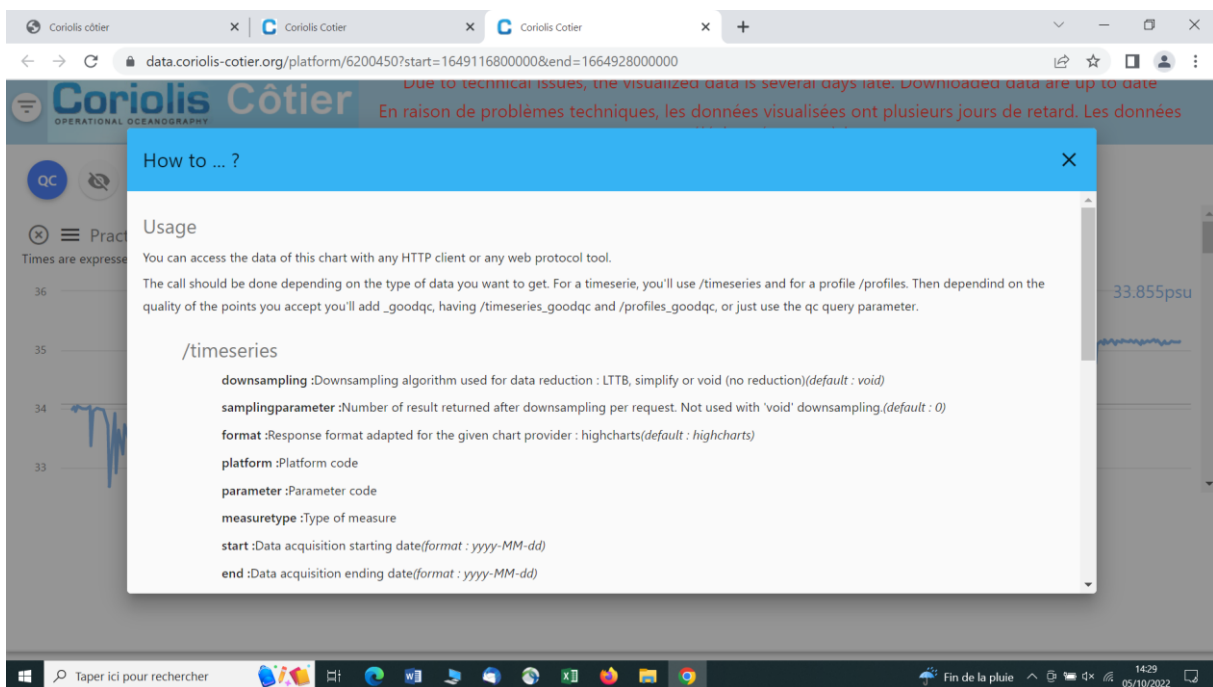 Coriolis côtier
Coriolis Cotier
Coriolis Cotier
data.coriolis-cotier.org/platform/6200450?start=1649116800000&end=1664928000000
Coriolis Côtier
OPERATIONAL OCEANOGRAPHY
Due to technical issues, the visualized data is several days late. Downloaded data are up to date
En raison de problèmes techniques, les données visualisées ont plusieurs jours de retard. Les données
How to ... ?
QC
Pract
Times are expresse
36
35
34
33
33.855psu
Usage
You can access the data of this chart with any HTTP client or any web protocol tool.
The call should be done depending on the type of data you want to get. For a timeserie, you'll use /timeseries and for a profile /profiles. Then dependind on the
quality of the points you accept you'll add _goodqc, having /timeseries_goodqc and /profiles_goodqc, or just use the qc query parameter.
/timeseries
downsampling :Downsampling algorithm used for data reduction : LTTB, simplify or void (no reduction)(default : void)
samplingparameter :Number of result returned after downsampling per request. Not used with 'void' downsampling.(default : 0)
format :Response format adapted for the given chart provider : highcharts(default : highcharts)
platform :Platform code
parameter :Parameter code
measuretype :Type of measure
start :Data acquisition starting date(format : yyyy-MM-dd)
end :Data acquisition ending date(format : yyyy-MM-dd)
Taper ici pour rechercher
Fin de la pluie
14:29
05/10/2022